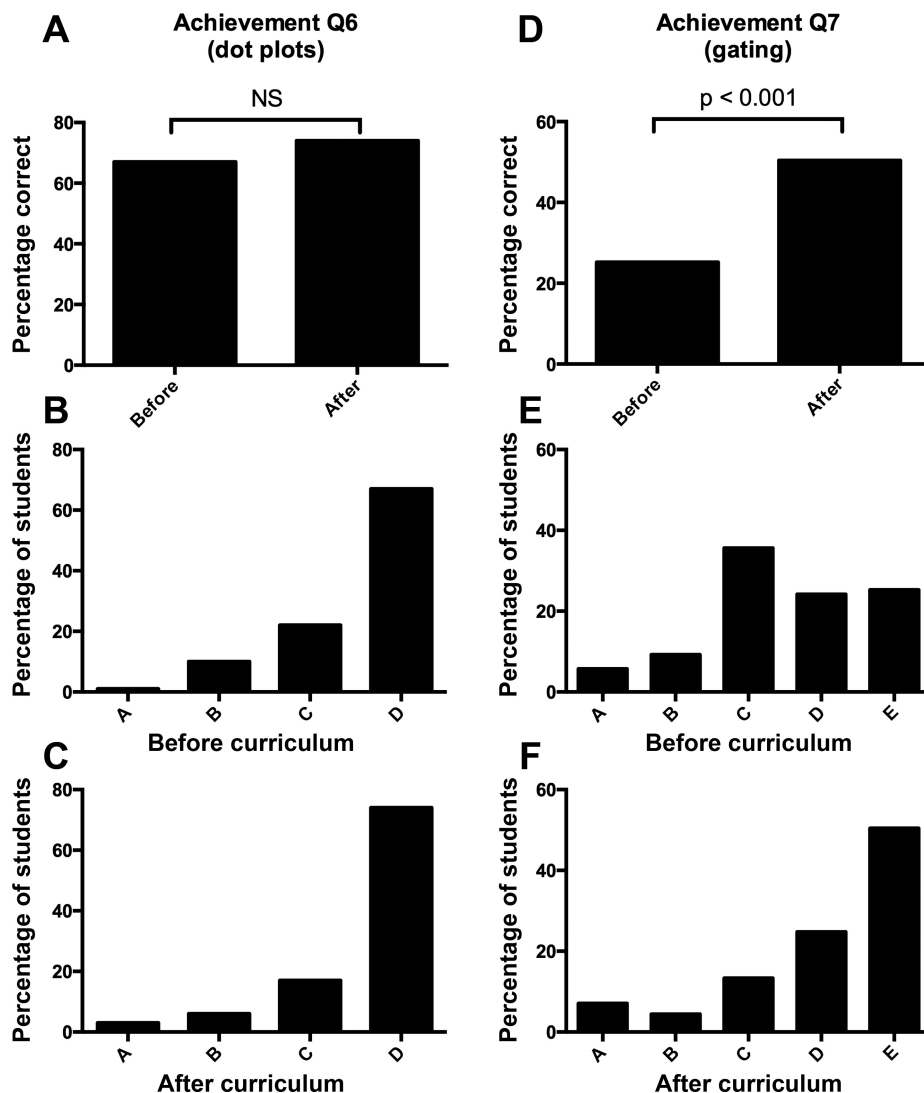 A
Achievement Q6
(dot plots)
NS
Percentage correct
80
60
40
20
0
Before
After
D
Achievement Q7
(gating)
p < 0.001
Percentage correct
60
40
20
0
Before
After
B
Percentage of students
80
60
40
20
0
A
B
C
D
Before curriculum
E
Percentage of students
60
40
20
0
A
B
C
D
E
Before curriculum
C
Percentage of students
80
60
40
20
0
A
B
C
D
After curriculum
F
Percentage of students
60
40
20
0
A
B
C
D
E
After curriculum